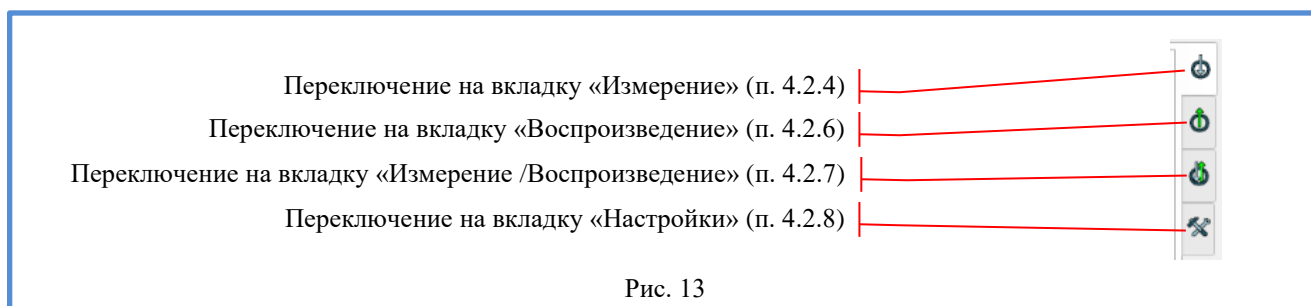 Переключение на вкладку «Измерение» (п. 4.2.4)
Переключение на вкладку «Воспроизведение» (п. 4.2.6)
Переключение на вкладку «Измерение /Воспроизведение» (п. 4.2.7)
Переключение на вкладку «Настройки» (п. 4.2.8)
Рис. 13